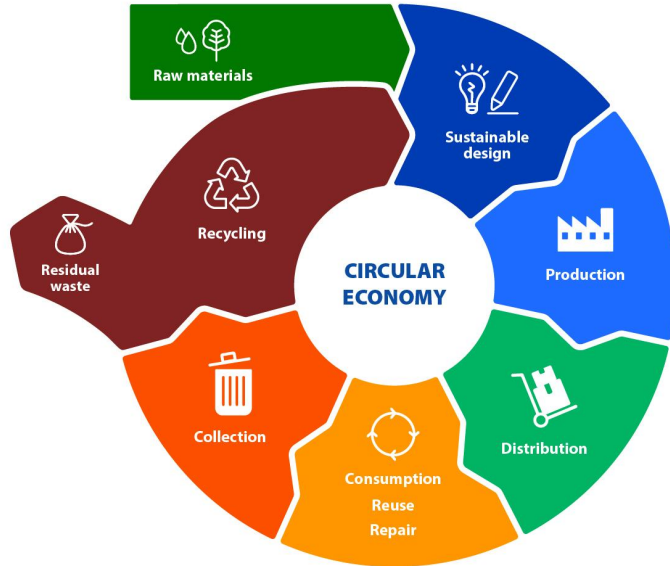 Raw materials
Sustainable
design
Production
Distribution
Consumption
Reuse
Repair
Collection
Recycling
Residual
waste
CIRCULAR
ECONOMY